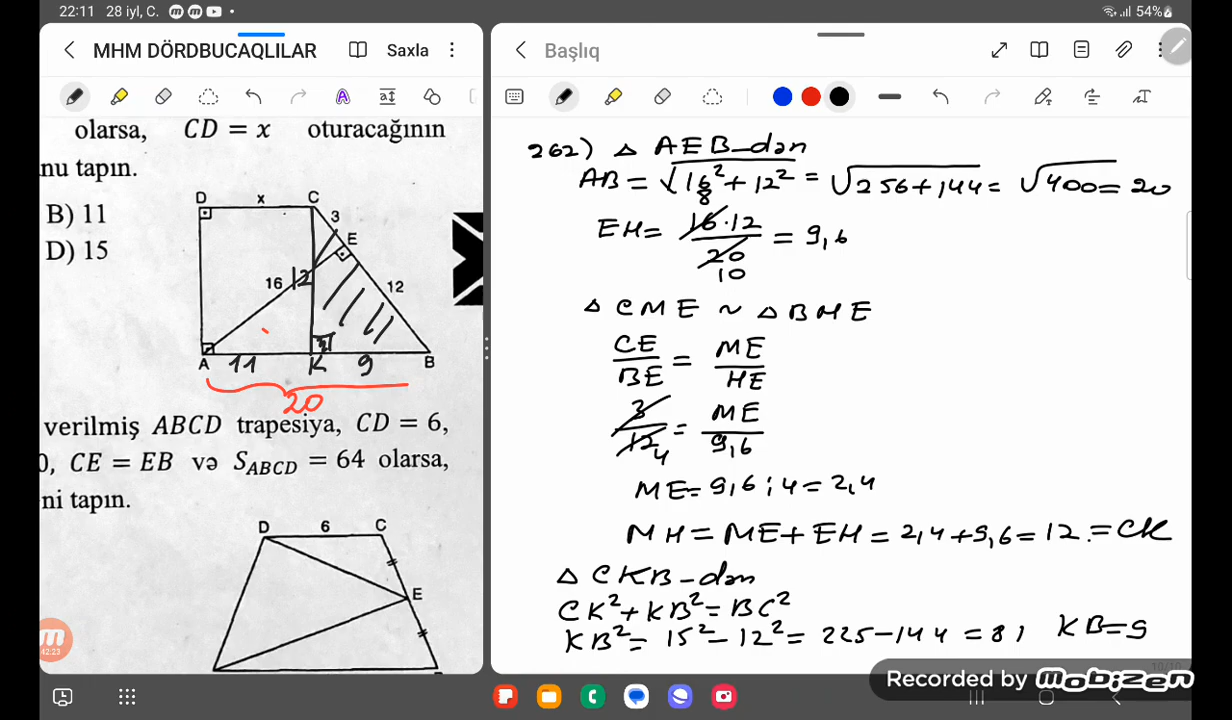 22:11 28 iyl, C. 54%
MHM DÖRDBUCAQLILAR Saxla
olarsa, CD = x oturacağının
nu tapın.
B) 11
D) 15
D x C
3
E
16 12
12
A 11 K 9 B
20
verilmiş ABCD trapesiya, CD = 6,
0, CE = EB və S_ABCD = 64 olarsa,
ni tapın.
D 6 C
E
42:23
Başlıq
262) △ AEB-dən
AB = √16² + 12² = √256 + 144 = √400 = 20
8
EH = 16 · 12 / 20 = 9,6
10
△ CME ~ △ BHE
CE / BE = ME / HE
3 / 12 = ME / 9,6
4
ME = 9,6 : 4 = 2,4
MH = ME + EH = 2,4 + 9,6 = 12 = CK
△ CKB-dən
CK² + KB² = BC²
KB² = 15² - 12² = 225 - 144 = 81 KB = 9
Recorded by mobizen